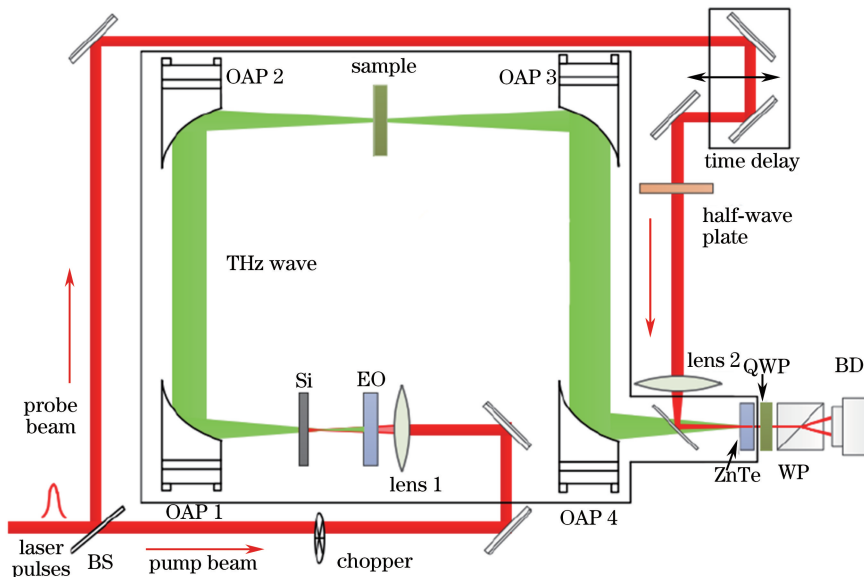 OAP 2
sample
OAP 3
time delay
half-wave
plate
THz wave
lens 2
QWP
BD
Si
EO
probe
beam
lens 1
ZnTe
WP
OAP 1
OAP 4
laser
pulses
BS
pump beam
chopper